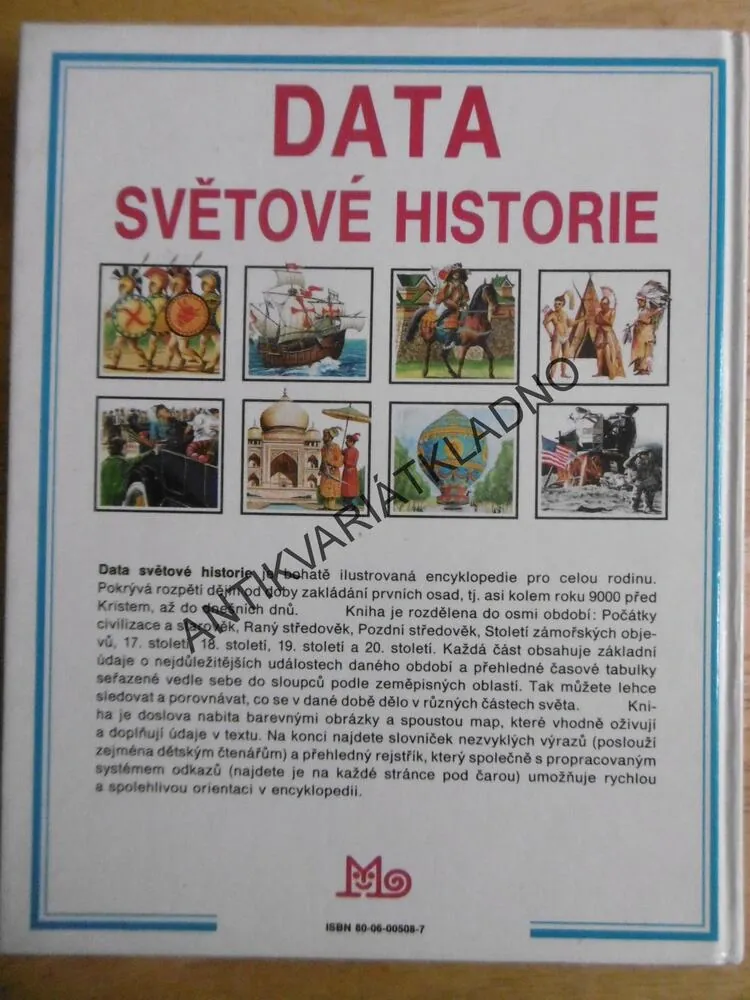 DATA
SVĚTOVÉ HISTORIE
ANTIKVARIÁTKLADNO
Data světové historie je bohatě ilustrovaná encyklopedie pro celou rodinu.
Pokrývá rozpětí dějin od doby zakládání prvních osad, tj. asi kolem roku 9000 před
Kristem, až do dnešních dnů. Kniha je rozdělena do osmi období: Počátky
civilizace a starověk, Raný středověk, Pozdní středověk, Století zámořských obje-
vů, 17. století, 18. století, 19. století a 20. století. Každá část obsahuje základní
údaje o nejdůležitějších událostech daného období a přehledné časové tabulky
seřazené vedle sebe do sloupců podle zeměpisných oblastí. Tak můžete lehce
sledovat a porovnávat, co se v dané době dělo v různých částech světa. Kni-
ha je doslova nabita barevnými obrázky a spoustou map, které vhodně oživují
a doplňují údaje v textu. Na konci najdete slovníček nezvyklých výrazů (poslouží
zejména dětským čtenářům) a přehledný rejstřík, který společně s propracovaným
systémem odkazů (najdete je na každé stránce pod čarou) umožňuje rychlou
a spolehlivou orientaci v encyklopedii.
ISBN 80-06-00508-7